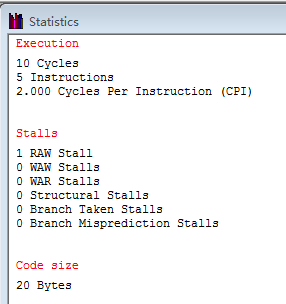 Statistics
Execution
10 Cycles
5 Instructions
2.000 Cycles Per Instruction (CPI)
Stalls
1 RAW Stall
0 WAW Stalls
0 WAR Stalls
0 Structural Stalls
0 Branch Taken Stalls
0 Branch Misprediction Stalls
Code size
20 Bytes